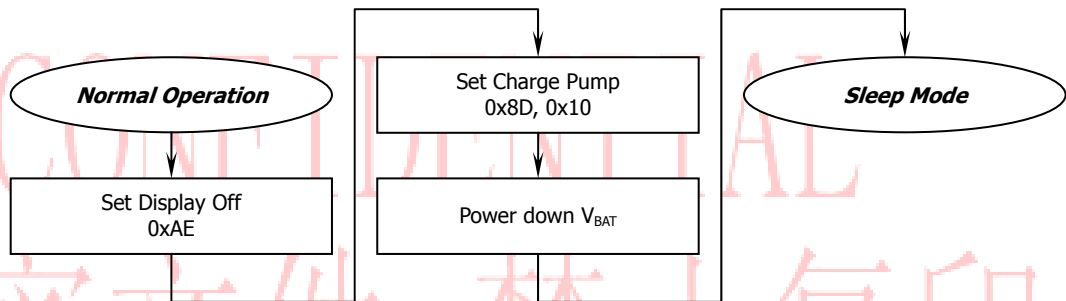 Normal Operation
Set Display Off
0xAE
Set Charge Pump
0x8D, 0x10
Power down VBAT
Sleep Mode
CONFIDENTIAL